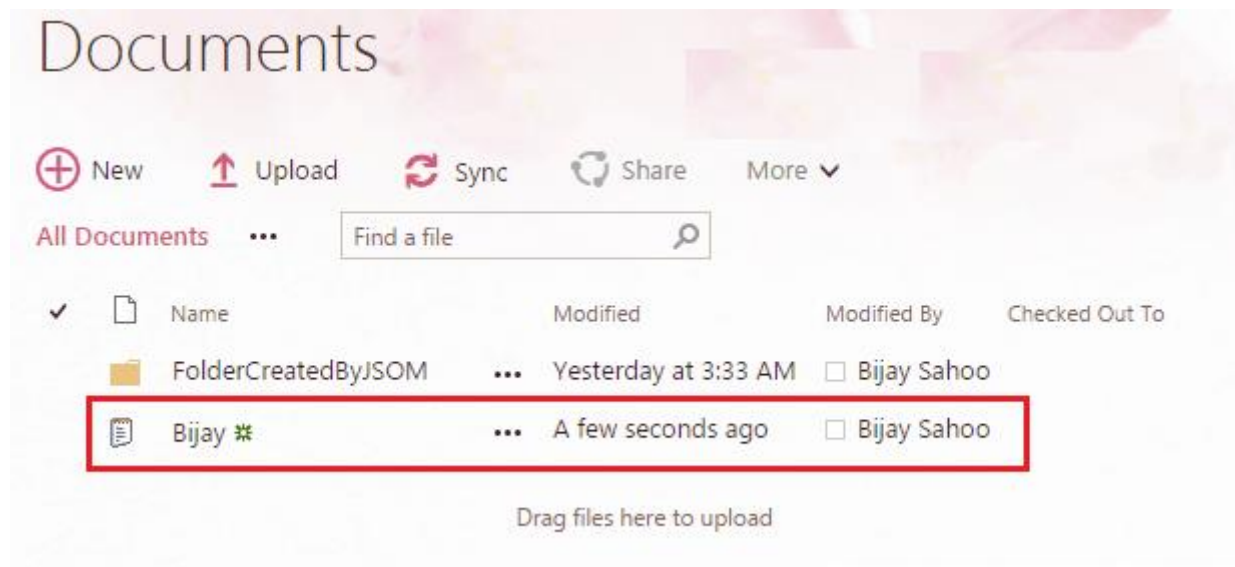 Documents
New Upload Sync Share More
All Documents ... Find a file
Name Modified Modified By Checked Out To
FolderCreatedByJSOM ... Yesterday at 3:33 AM Bijay Sahoo
Bijay ... A few seconds ago Bijay Sahoo
Drag files here to upload